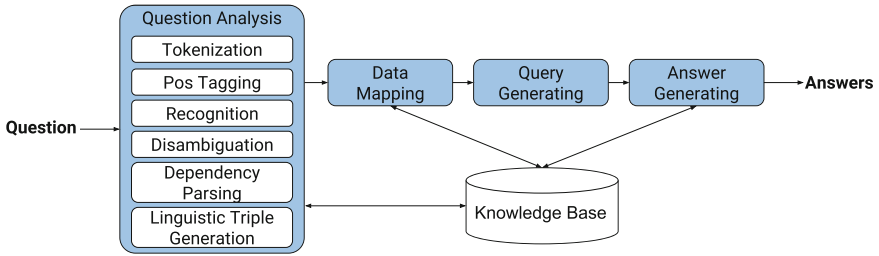 Question
Question Analysis
Tokenization
Pos Tagging
Recognition
Disambiguation
Dependency
Parsing
Linguistic Triple
Generation
Data
Mapping
Query
Generating
Answer
Generating
Answers
Knowledge Base